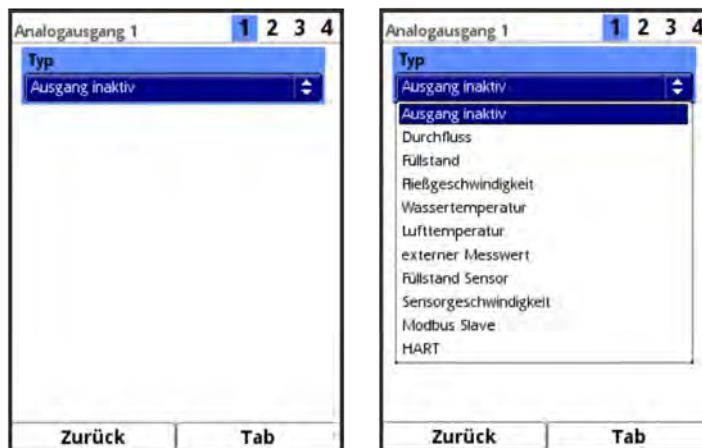 Analogausgang 1 1 2 3 4
Typ
Ausgang inaktiv
Zurück Tab
Analogausgang 1 1 2 3 4
Typ
Ausgang inaktiv
Ausgang inaktiv
Durchfluss
Füllstand
Fließgeschwindigkeit
Wassertemperatur
Lufttemperatur
externer Messwert
Füllstand Sensor
Sensorgeschwindigkeit
Modbus Slave
HART
Zurück Tab